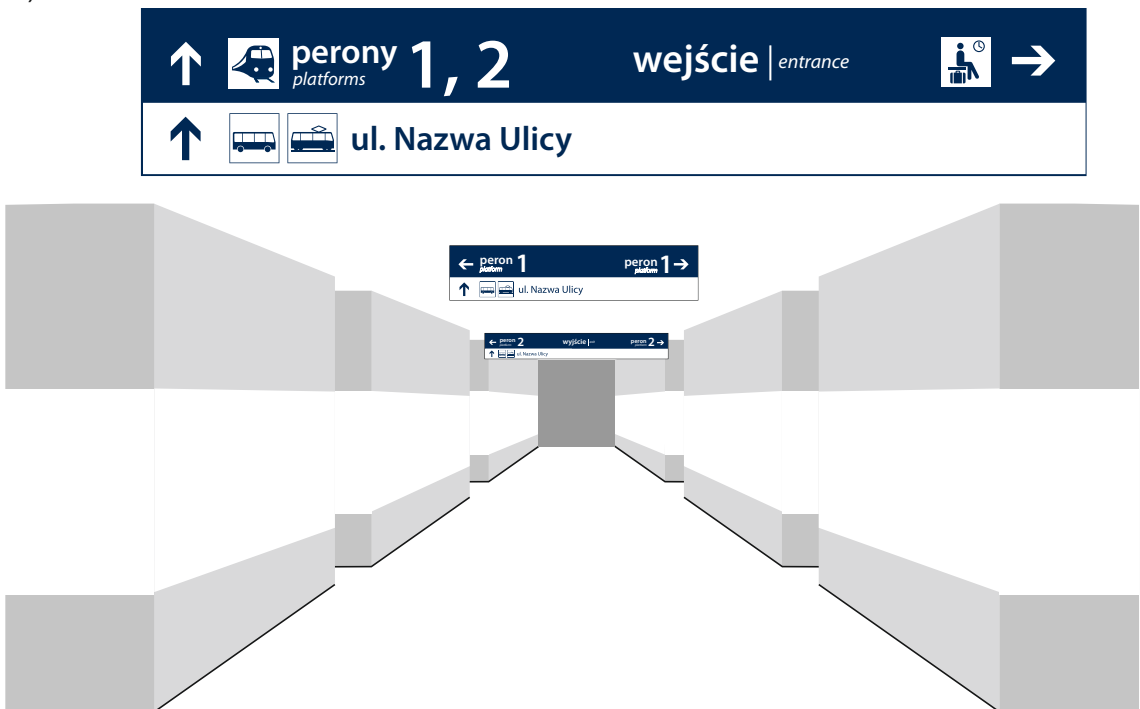 perony 1, 2 wejście | entrance
platforms
ul. Nazwa Ulicy
peron 1 peron 1
platform platform
ul. Nazwa Ulicy
peron 2 wyjście | peron 2
ul. Nazwa Ulicy